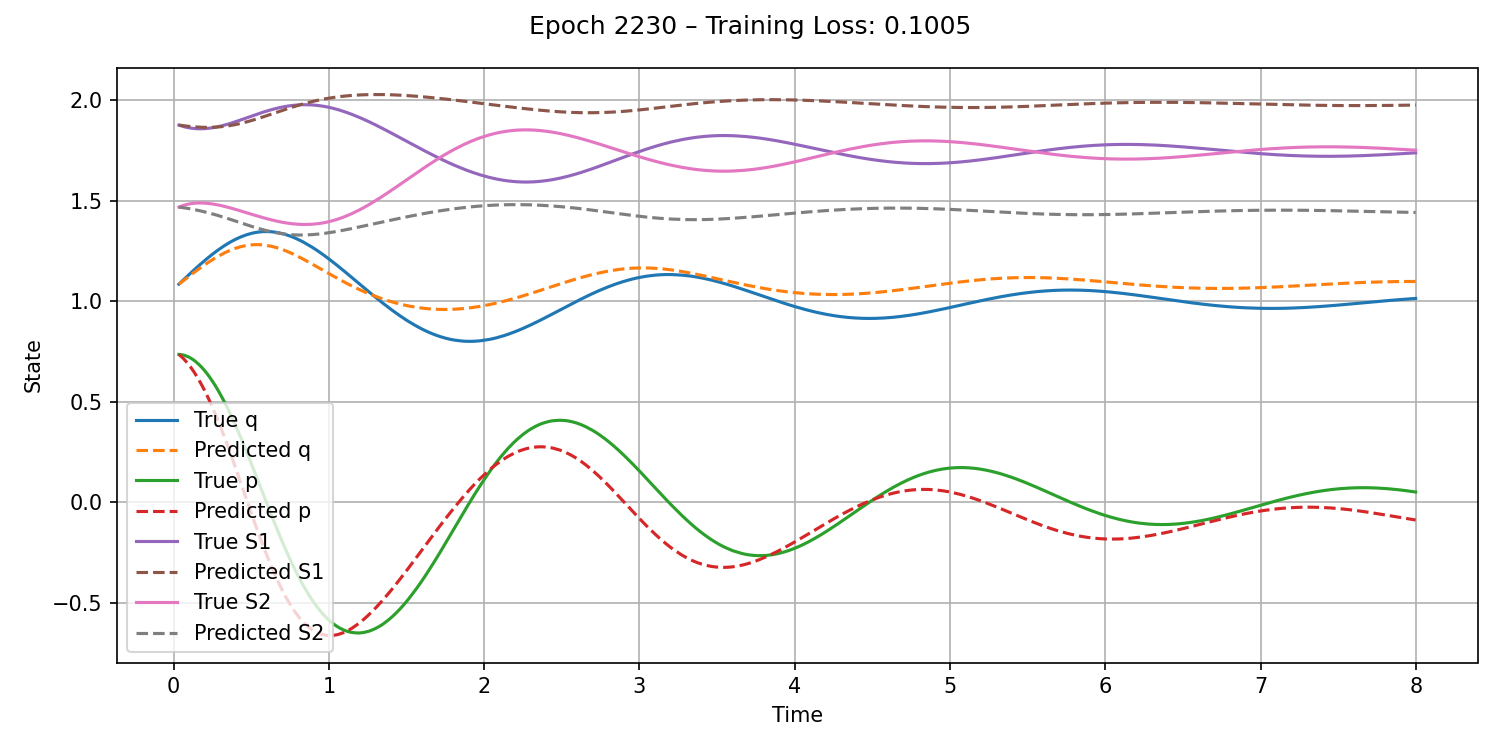 Epoch 2230 – Training Loss: 0.1005
2.0
1.5
1.0
0.5
0.0
−0.5
State
True q
Predicted q
True p
Predicted p
True S1
Predicted S1
True S2
Predicted S2
0 1 2 3 4 5 6 7 8
Time